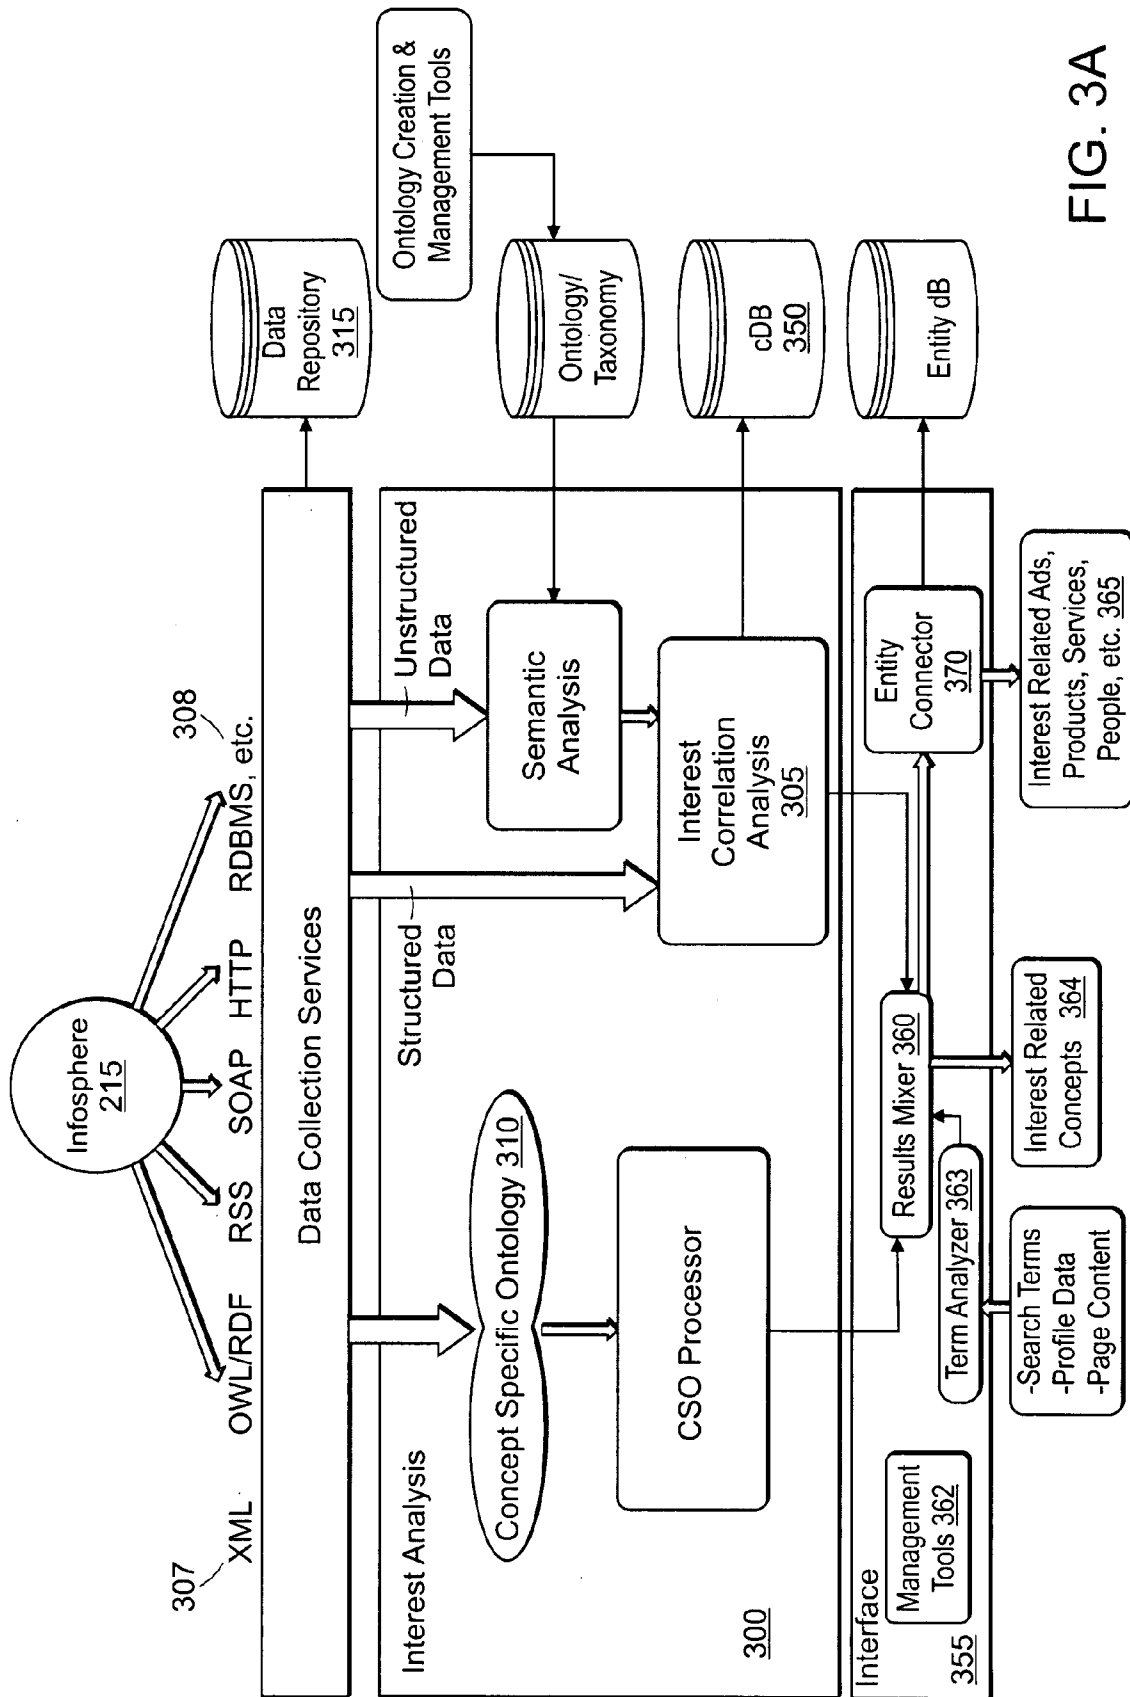 Infosphere
215
307
XML
OWL/RDF
RSS
SOAP
HTTP
RDBMS, etc.
308
Data Collection Services
Data
Repository
315
Ontology Creation &
Management Tools
Interest Analysis
Structured
Data
Unstructured
Data
Concept Specific Ontology 310
Semantic
Analysis
Ontology/
Taxonomy
CSO Processor
Interest
Correlation
Analysis
305
cDB
350
300
Interface
Management
Tools 362
Results Mixer 360
Term Analyzer 363
Entity
Connector
370
Entity dB
355
-Search Terms
-Profile Data
-Page Content
Interest Related
Concepts 364
Interest Related Ads,
Products, Services,
People, etc. 365
FIG. 3A